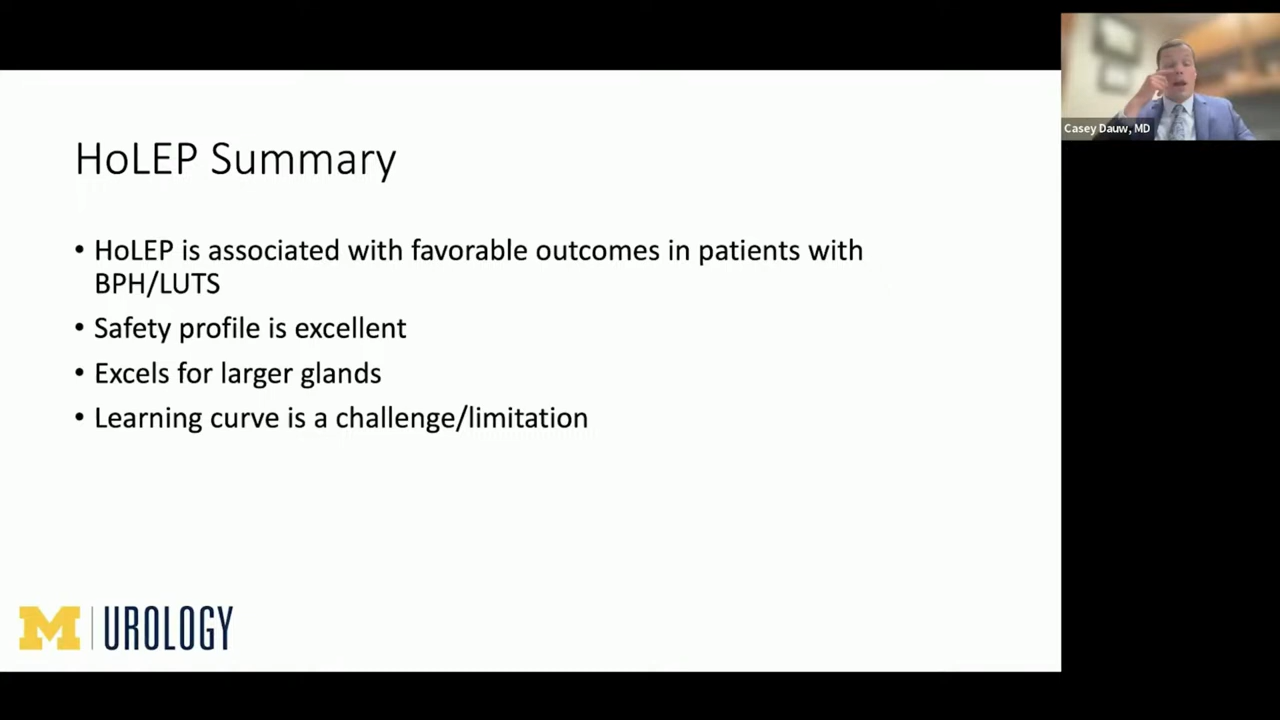 HoLEP Summary
• HoLEP is associated with favorable outcomes in patients with
BPH/LUTS
• Safety profile is excellent
• Excels for larger glands
• Learning curve is a challenge/limitation
M | UROLOGY
Casey Dauw, MD